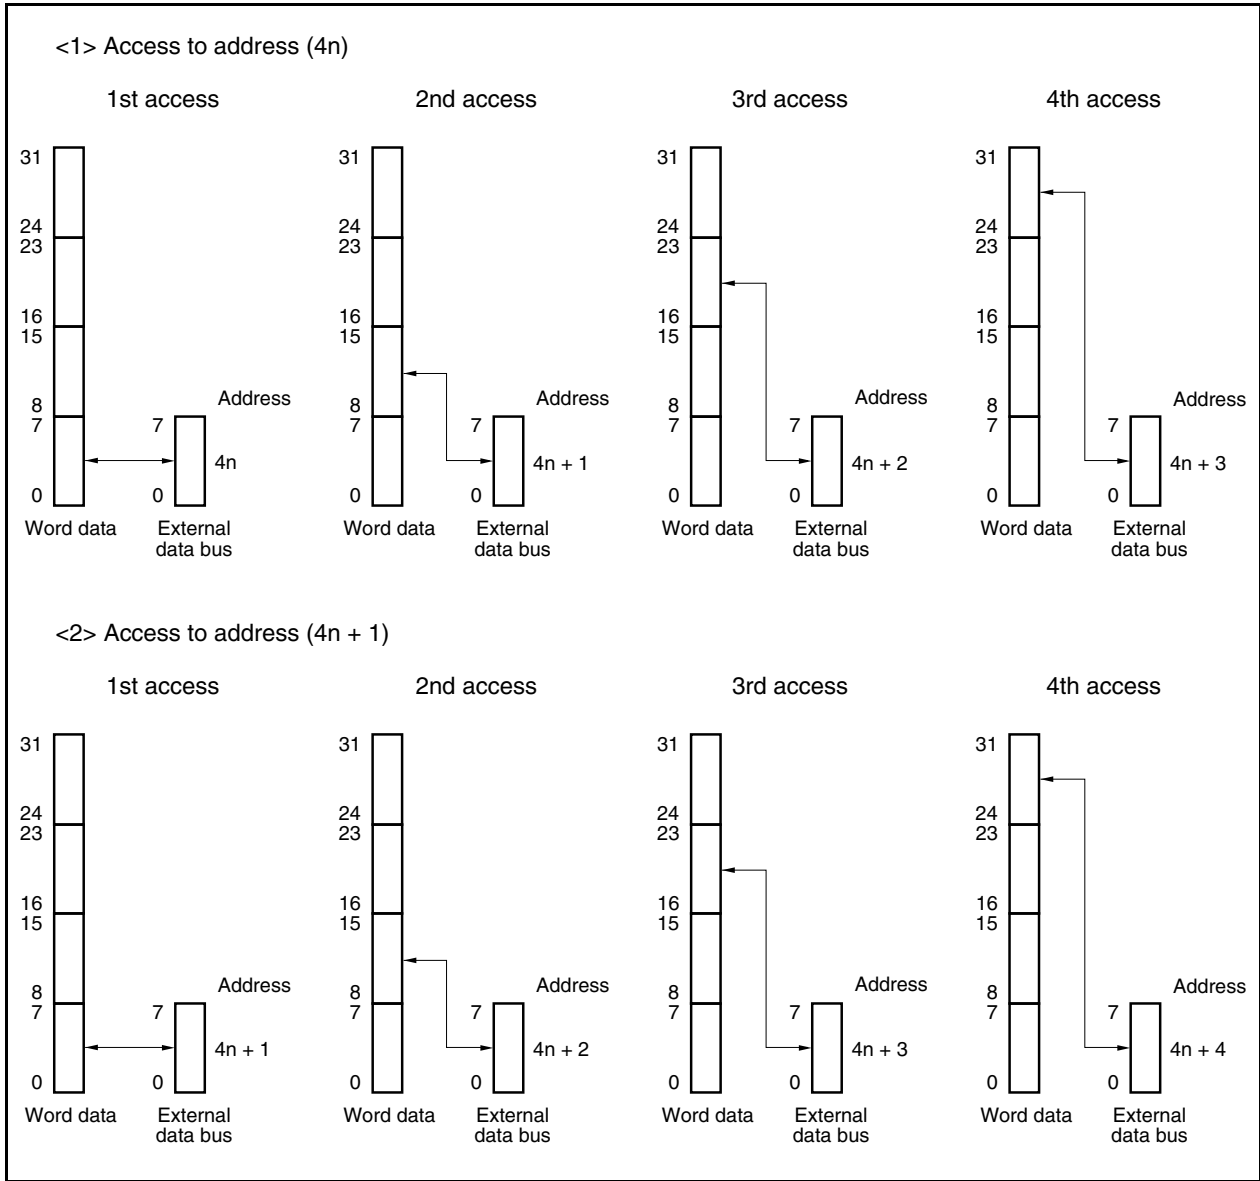 <1> Access to address (4n)
1st access 2nd access 3rd access 4th access
31 31 31 31
24 24 24 24
23 23 23 23
16 16 16 16
15 15 15 15
Address Address Address Address
8 8 8 8
7 7 7 7 7 7 7 7
4n 4n + 1 4n + 2 4n + 3
0 0 0 0 0 0 0 0
Word data External Word data External Word data External Word data External
data bus data bus data bus data bus
<2> Access to address (4n + 1)
1st access 2nd access 3rd access 4th access
31 31 31 31
24 24 24 24
23 23 23 23
16 16 16 16
15 15 15 15
Address Address Address Address
8 8 8 8
7 7 7 7 7 7 7 7
4n + 1 4n + 2 4n + 3 4n + 4
0 0 0 0 0 0 0 0
Word data External Word data External Word data External Word data External
data bus data bus data bus data bus